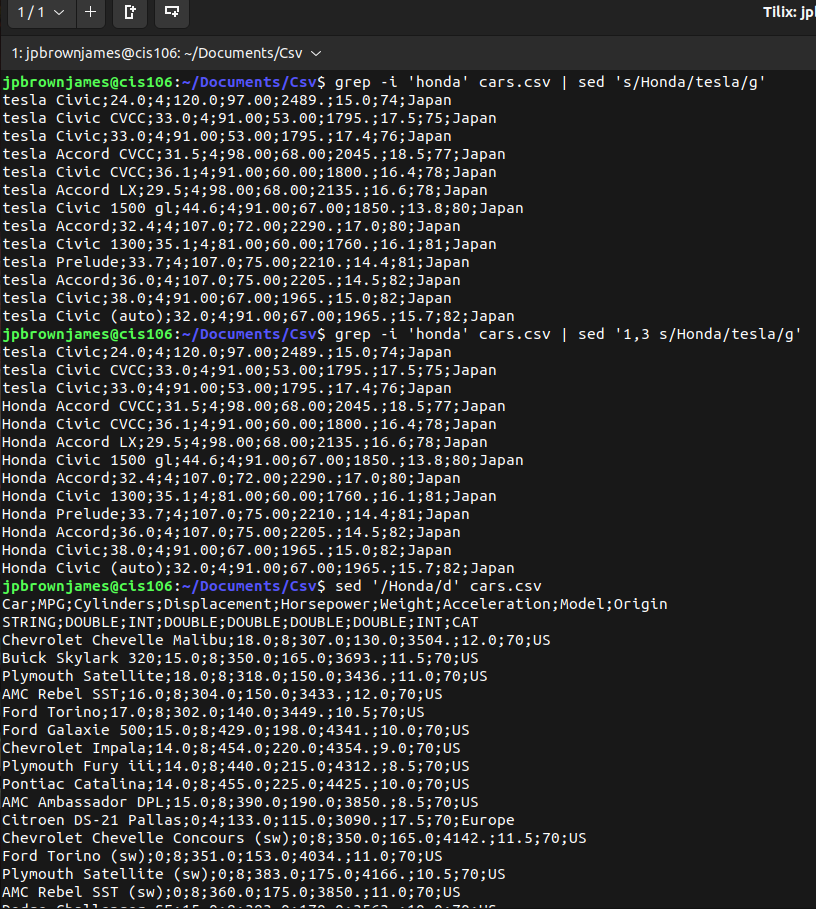 1 / 1
Tilix: jpl
1: jpbrownjames@cis106: ~/Documents/Csv
jpbrownjames@cis106:~/Documents/Csv$ grep -i 'honda' cars.csv | sed 's/Honda/tesla/g'
tesla Civic;24.0;4;120.0;97.00;2489.;15.0;74;Japan
tesla Civic CVCC;33.0;4;91.00;53.00;1795.;17.5;75;Japan
tesla Civic;33.0;4;91.00;53.00;1795.;17.4;76;Japan
tesla Accord CVCC;31.5;4;98.00;68.00;2045.;18.5;77;Japan
tesla Civic CVCC;36.1;4;91.00;60.00;1800.;16.4;78;Japan
tesla Accord LX;29.5;4;98.00;68.00;2135.;16.6;78;Japan
tesla Civic 1500 gl;44.6;4;91.00;67.00;1850.;13.8;80;Japan
tesla Accord;32.4;4;107.0;72.00;2290.;17.0;80;Japan
tesla Civic 1300;35.1;4;81.00;60.00;1760.;16.1;81;Japan
tesla Prelude;33.7;4;107.0;75.00;2210.;14.4;81;Japan
tesla Accord;36.0;4;107.0;75.00;2205.;14.5;82;Japan
tesla Civic;38.0;4;91.00;67.00;1965.;15.0;82;Japan
tesla Civic (auto);32.0;4;91.00;67.00;1965.;15.7;82;Japan
jpbrownjames@cis106:~/Documents/Csv$ grep -i 'honda' cars.csv | sed '1,3 s/Honda/tesla/g'
tesla Civic;24.0;4;120.0;97.00;2489.;15.0;74;Japan
tesla Civic CVCC;33.0;4;91.00;53.00;1795.;17.5;75;Japan
tesla Civic;33.0;4;91.00;53.00;1795.;17.4;76;Japan
Honda Accord CVCC;31.5;4;98.00;68.00;2045.;18.5;77;Japan
Honda Civic CVCC;36.1;4;91.00;60.00;1800.;16.4;78;Japan
Honda Accord LX;29.5;4;98.00;68.00;2135.;16.6;78;Japan
Honda Civic 1500 gl;44.6;4;91.00;67.00;1850.;13.8;80;Japan
Honda Accord;32.4;4;107.0;72.00;2290.;17.0;80;Japan
Honda Civic 1300;35.1;4;81.00;60.00;1760.;16.1;81;Japan
Honda Prelude;33.7;4;107.0;75.00;2210.;14.4;81;Japan
Honda Accord;36.0;4;107.0;75.00;2205.;14.5;82;Japan
Honda Civic;38.0;4;91.00;67.00;1965.;15.0;82;Japan
Honda Civic (auto);32.0;4;91.00;67.00;1965.;15.7;82;Japan
jpbrownjames@cis106:~/Documents/Csv$ sed '/Honda/d' cars.csv
Car;MPG;Cylinders;Displacement;Horsepower;Weight;Acceleration;Model;Origin
STRING;DOUBLE;INT;DOUBLE;DOUBLE;DOUBLE;DOUBLE;INT;CAT
Chevrolet Chevelle Malibu;18.0;8;307.0;130.0;3504.;12.0;70;US
Buick Skylark 320;15.0;8;350.0;165.0;3693.;11.5;70;US
Plymouth Satellite;18.0;8;318.0;150.0;3436.;11.0;70;US
AMC Rebel SST;16.0;8;304.0;150.0;3433.;12.0;70;US
Ford Torino;17.0;8;302.0;140.0;3449.;10.5;70;US
Ford Galaxie 500;15.0;8;429.0;198.0;4341.;10.0;70;US
Chevrolet Impala;14.0;8;454.0;220.0;4354.;9.0;70;US
Plymouth Fury iii;14.0;8;440.0;215.0;4312.;8.5;70;US
Pontiac Catalina;14.0;8;455.0;225.0;4425.;10.0;70;US
AMC Ambassador DPL;15.0;8;390.0;190.0;3850.;8.5;70;US
Citroen DS-21 Pallas;0;4;133.0;115.0;3090.;17.5;70;Europe
Chevrolet Chevelle Concours (sw);0;8;350.0;165.0;4142.;11.5;70;US
Ford Torino (sw);0;8;351.0;153.0;4034.;11.0;70;US
Plymouth Satellite (sw);0;8;383.0;175.0;4166.;10.5;70;US
AMC Rebel SST (sw);0;8;360.0;175.0;3850.;11.0;70;US